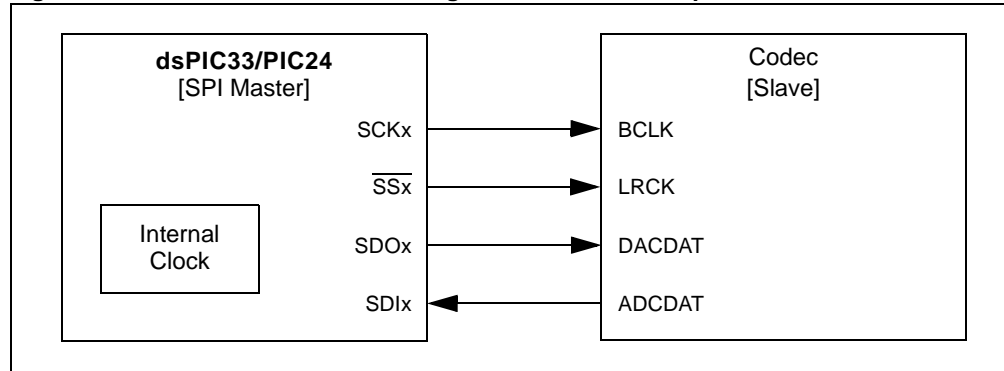 dsPIC33/PIC24
[SPI Master]
SCKx
SSx
SDOx
SDIx
Internal
Clock
Codec
[Slave]
BCLK
LRCK
DACDAT
ADCDAT